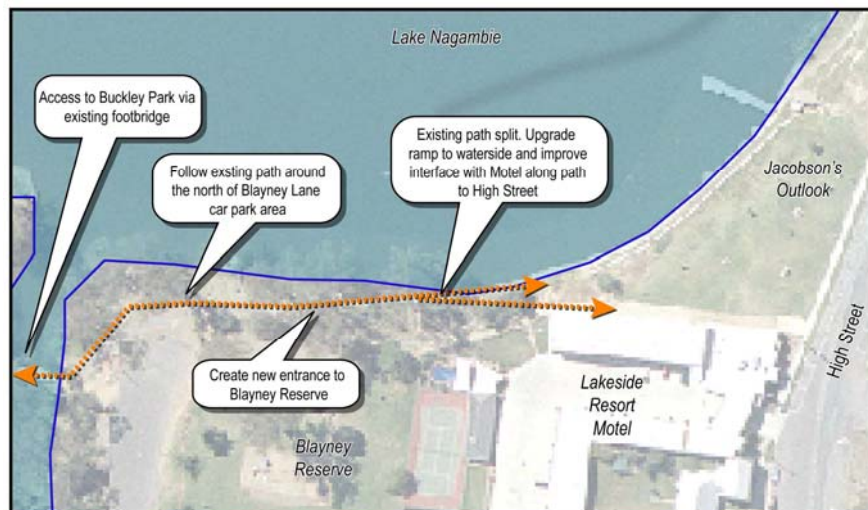 Lake Nagambie
Access to Buckley Park via
existing footbridge
Follow exsting path around
the north of Blayney Lane
car park area
Existing path split. Upgrade
ramp to waterside and improve
interface with Motel along path
to High Street
Jacobson's
Outlook
Create new entrance to
Blayney Reserve
Blayney
Reserve
Lakeside
Resort
Motel
High Street